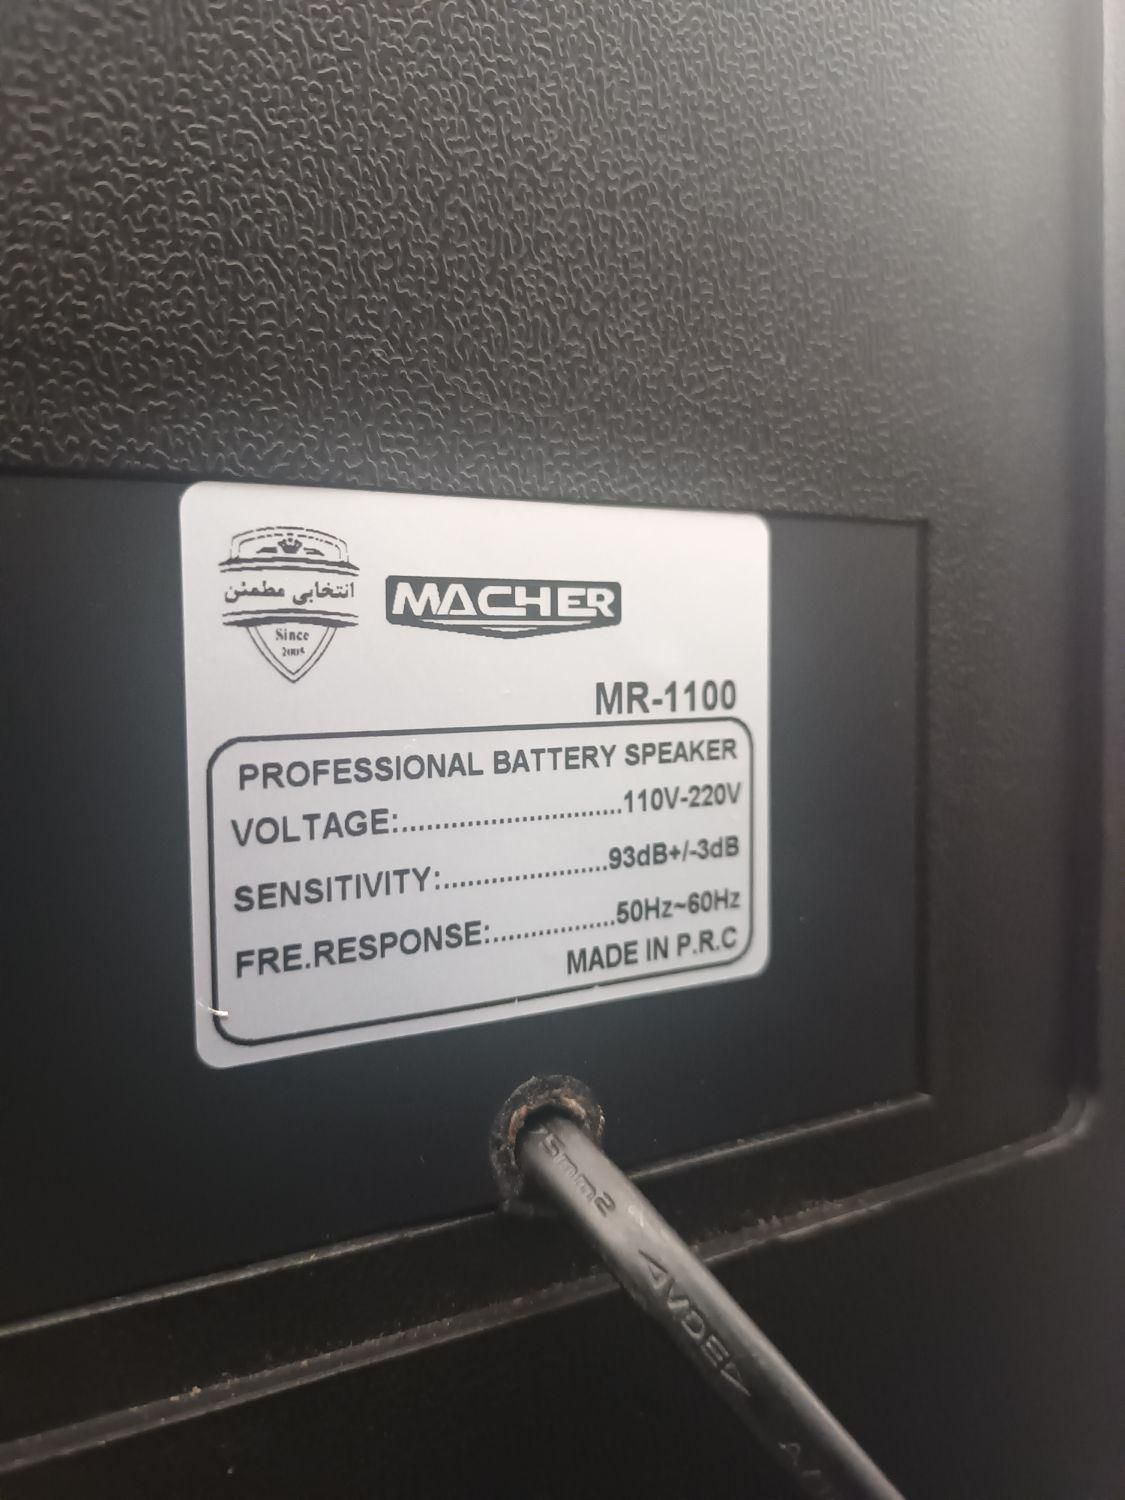 انتخابی مطمئن
Since
MACHER
MR-1100
PROFESSIONAL BATTERY SPEAKER
VOLTAGE:...........................110V-220V
SENSITIVITY:....................93dB+/-3dB
FRE.RESPONSE:...............50Hz~60Hz
MADE IN P.R.C
5mm2